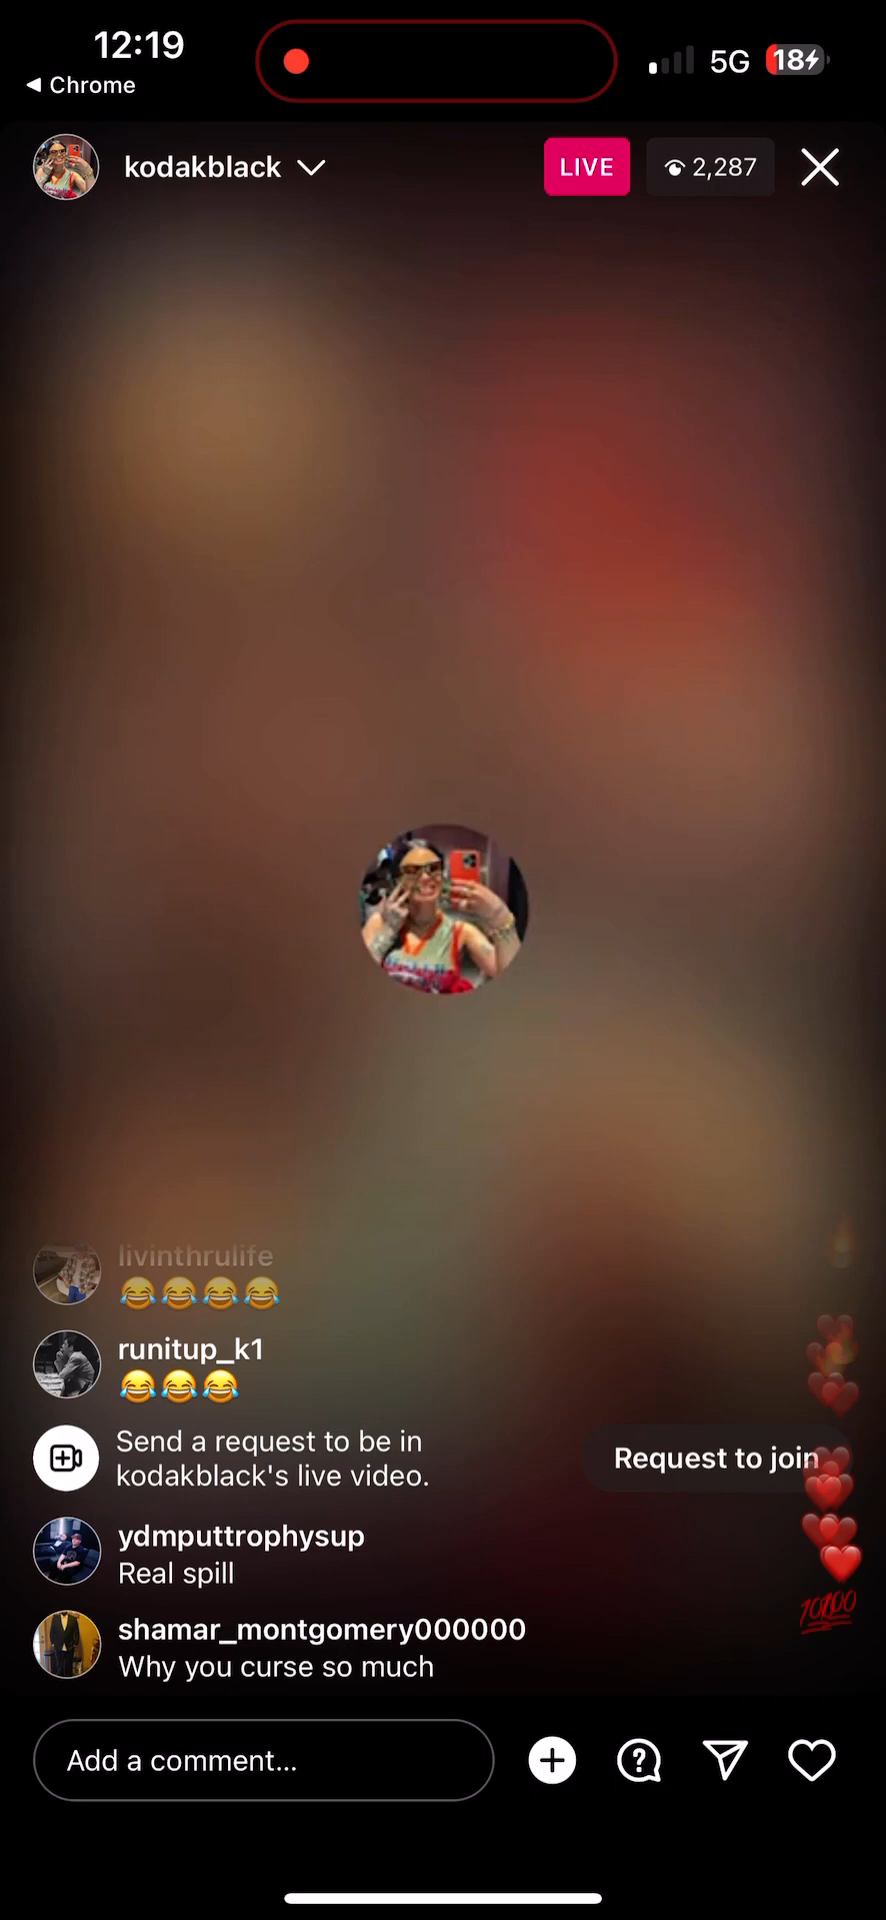 12:19
◀ Chrome
5G
18
kodakblack
LIVE
2,287
livinthrulife
😂😂😂😂
runitup_k1
😂😂😂
Send a request to be in
kodakblack's live video.
Request to join
ydmputtrophysup
Real spill
shamar_montgomery000000
Why you curse so much
Add a comment...